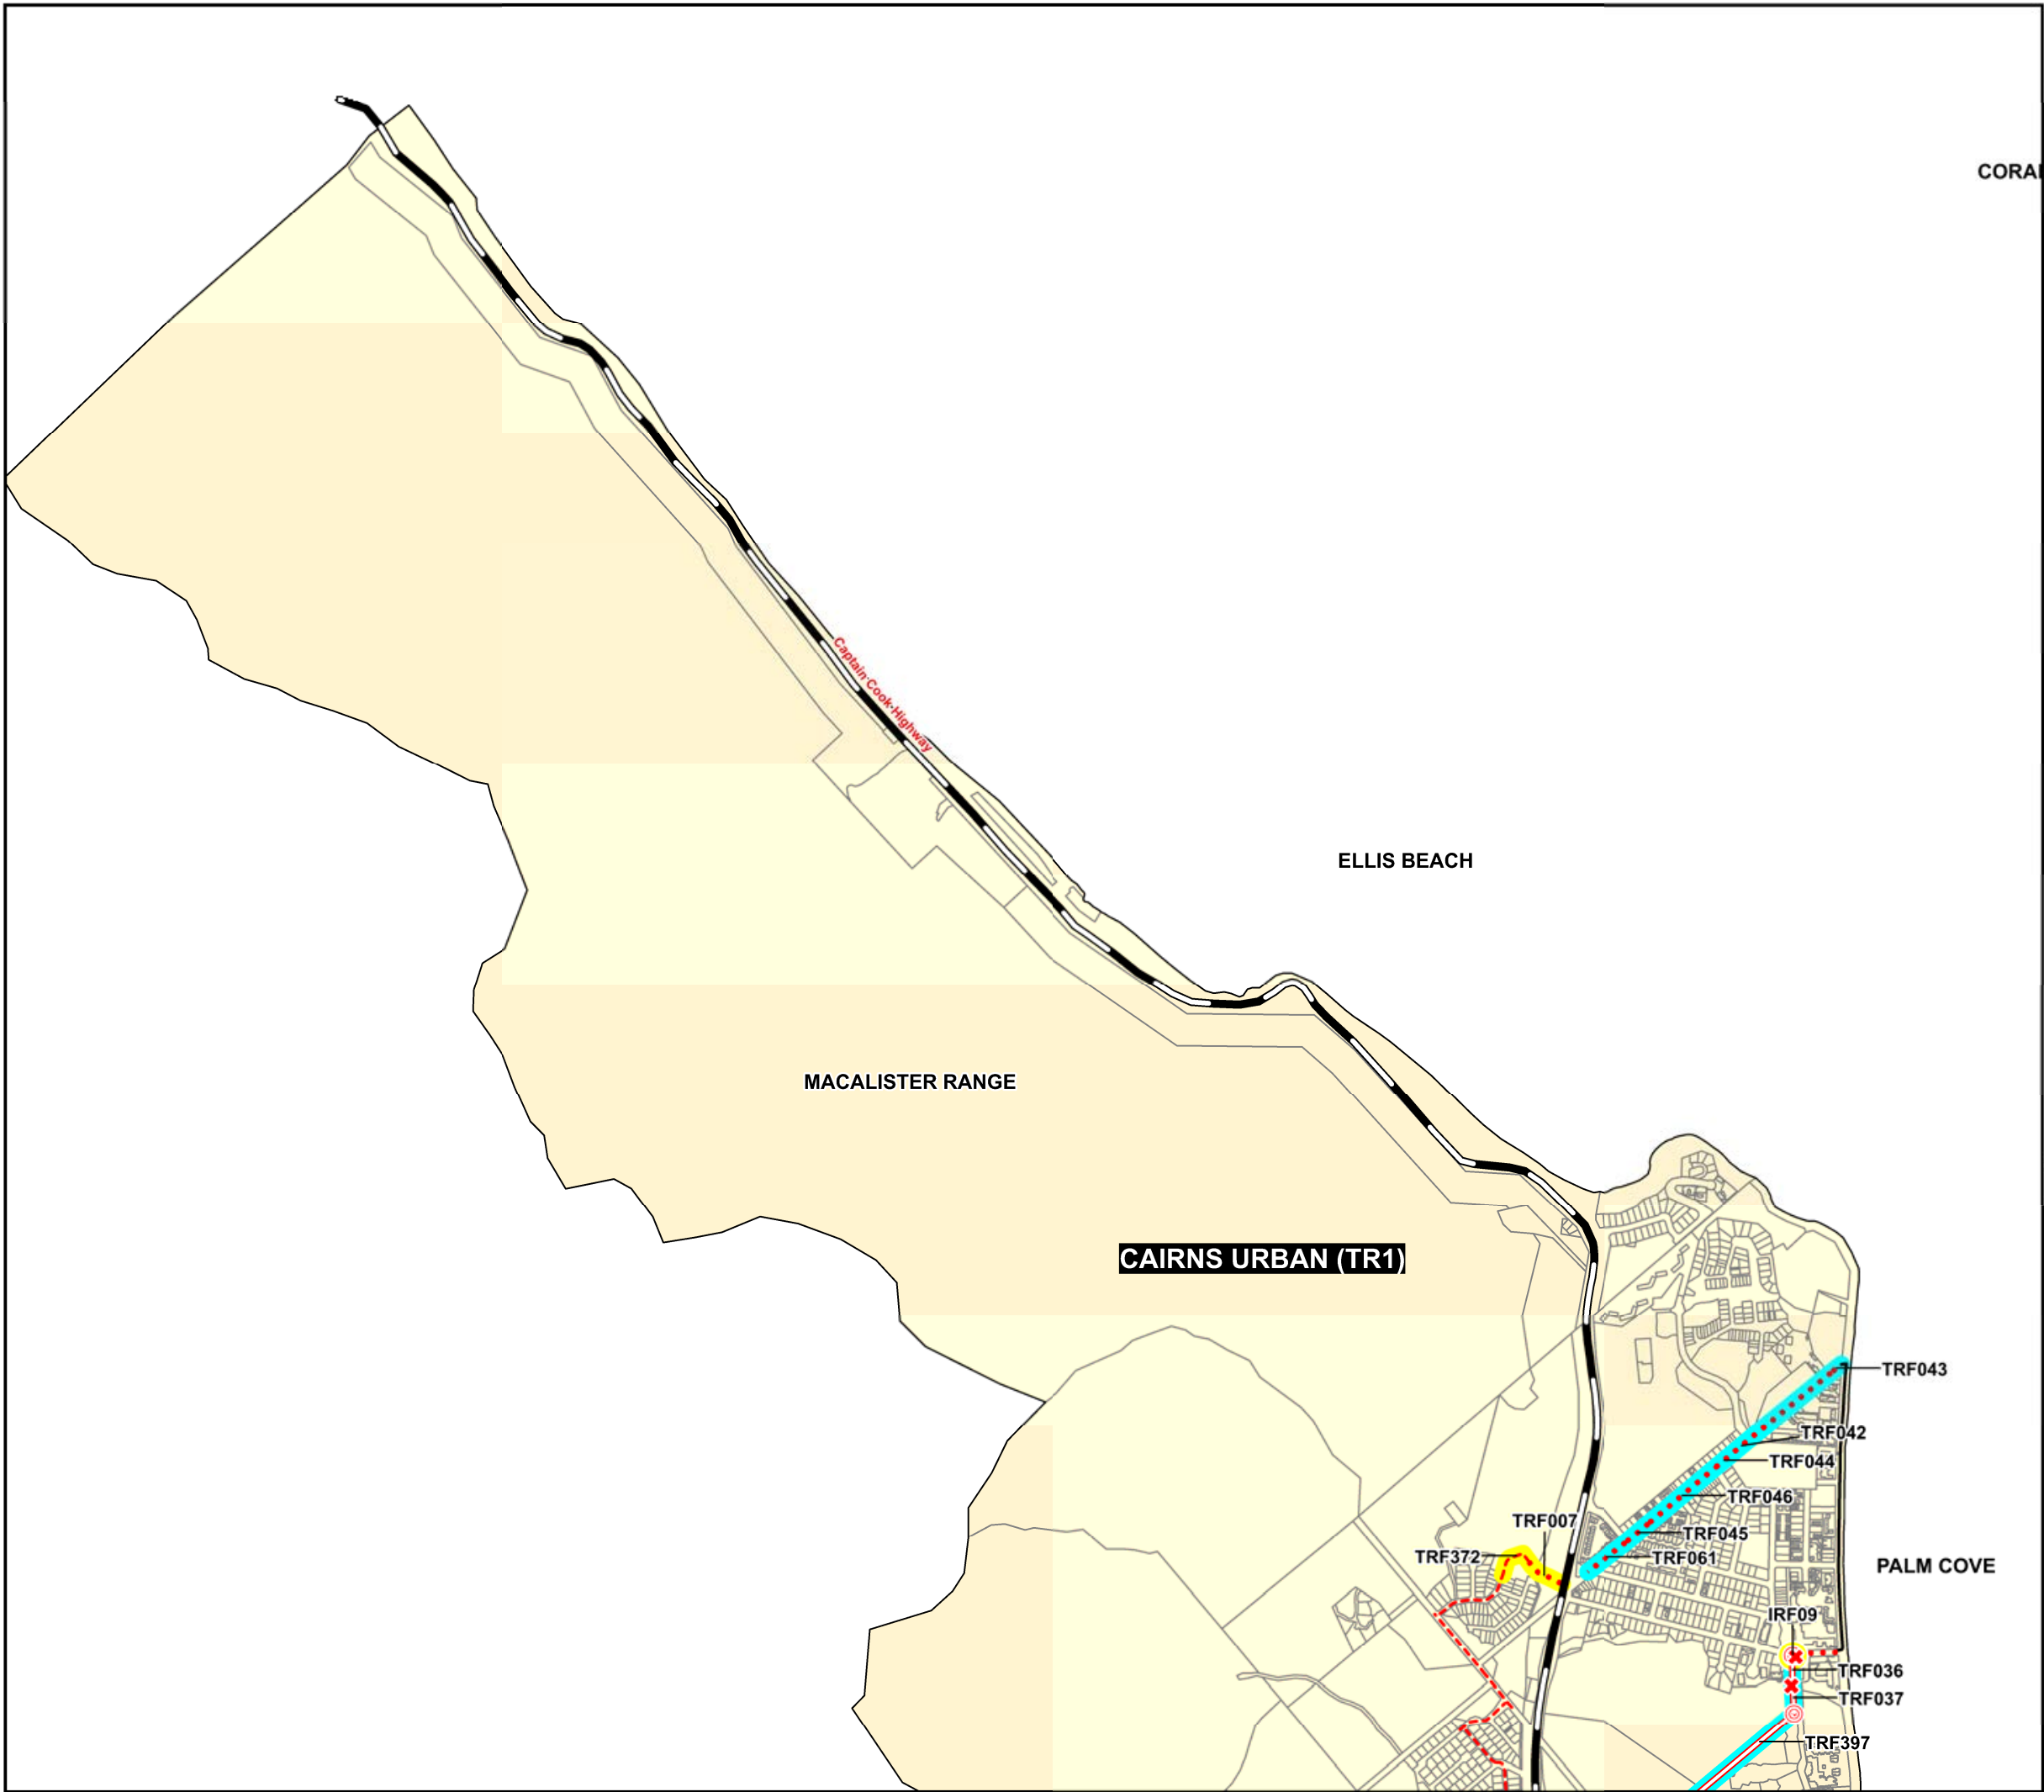 CORAL
Captain Cook Highway
ELLIS BEACH
MACALISTER RANGE
CAIRNS URBAN (TR1)
TRF043
TRF042
TRF044
TRF046
TRF007
TRF045
TRF372
TRF061
PALM COVE
IRF09
TRF036
TRF037
TRF397